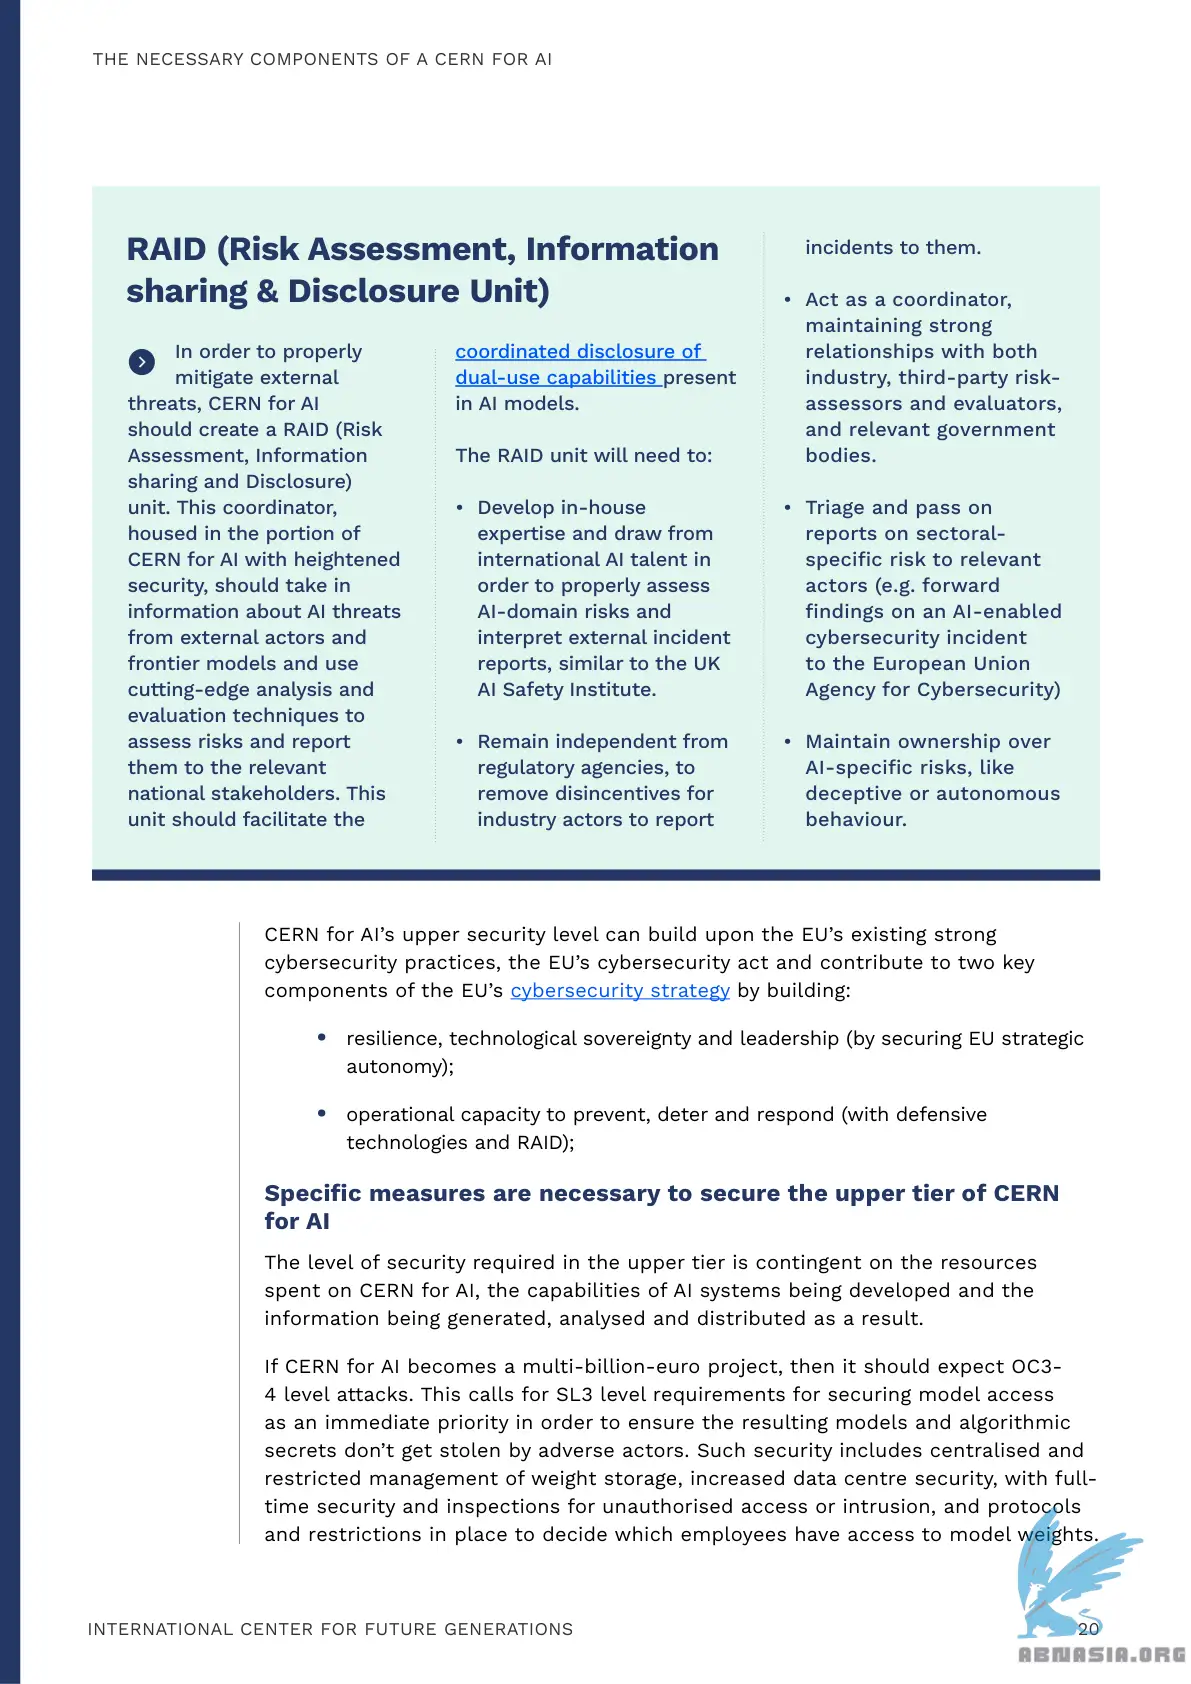 THE NECESSARY COMPONENTS OF A CERN FOR AI
RAID (Risk Assessment, Information
sharing & Disclosure Unit)
In order to properly
mitigate external
threats, CERN for AI
should create a RAID (Risk
Assessment, Information
sharing and Disclosure)
unit. This coordinator,
housed in the portion of
CERN for AI with heightened
security, should take in
information about AI threats
from external actors and
frontier models and use
cutting-edge analysis and
evaluation techniques to
assess risks and report
them to the relevant
national stakeholders. This
unit should facilitate the
coordinated disclosure of
dual-use capabilities present
in AI models.
The RAID unit will need to:
• Develop in-house
expertise and draw from
international AI talent in
order to properly assess
AI-domain risks and
interpret external incident
reports, similar to the UK
AI Safety Institute.
• Remain independent from
regulatory agencies, to
remove disincentives for
industry actors to report
incidents to them.
• Act as a coordinator,
maintaining strong
relationships with both
industry, third-party risk-
assessors and evaluators,
and relevant government
bodies.
• Triage and pass on
reports on sectoral-
specific risk to relevant
actors (e.g. forward
findings on an AI-enabled
cybersecurity incident
to the European Union
Agency for Cybersecurity)
• Maintain ownership over
AI-specific risks, like
deceptive or autonomous
behaviour.
CERN for AI’s upper security level can build upon the EU’s existing strong
cybersecurity practices, the EU’s cybersecurity act and contribute to two key
components of the EU’s cybersecurity strategy by building:
• resilience, technological sovereignty and leadership (by securing EU strategic
autonomy);
• operational capacity to prevent, deter and respond (with defensive
technologies and RAID);
Specific measures are necessary to secure the upper tier of CERN
for AI
The level of security required in the upper tier is contingent on the resources
spent on CERN for AI, the capabilities of AI systems being developed and the
information being generated, analysed and distributed as a result.
If CERN for AI becomes a multi-billion-euro project, then it should expect OC3-
4 level attacks. This calls for SL3 level requirements for securing model access
as an immediate priority in order to ensure the resulting models and algorithmic
secrets don’t get stolen by adverse actors. Such security includes centralised and
restricted management of weight storage, increased data centre security, with full-
time security and inspections for unauthorised access or intrusion, and protocols
and restrictions in place to decide which employees have access to model weights.
INTERNATIONAL CENTER FOR FUTURE GENERATIONS
20
ABNASIA.ORG